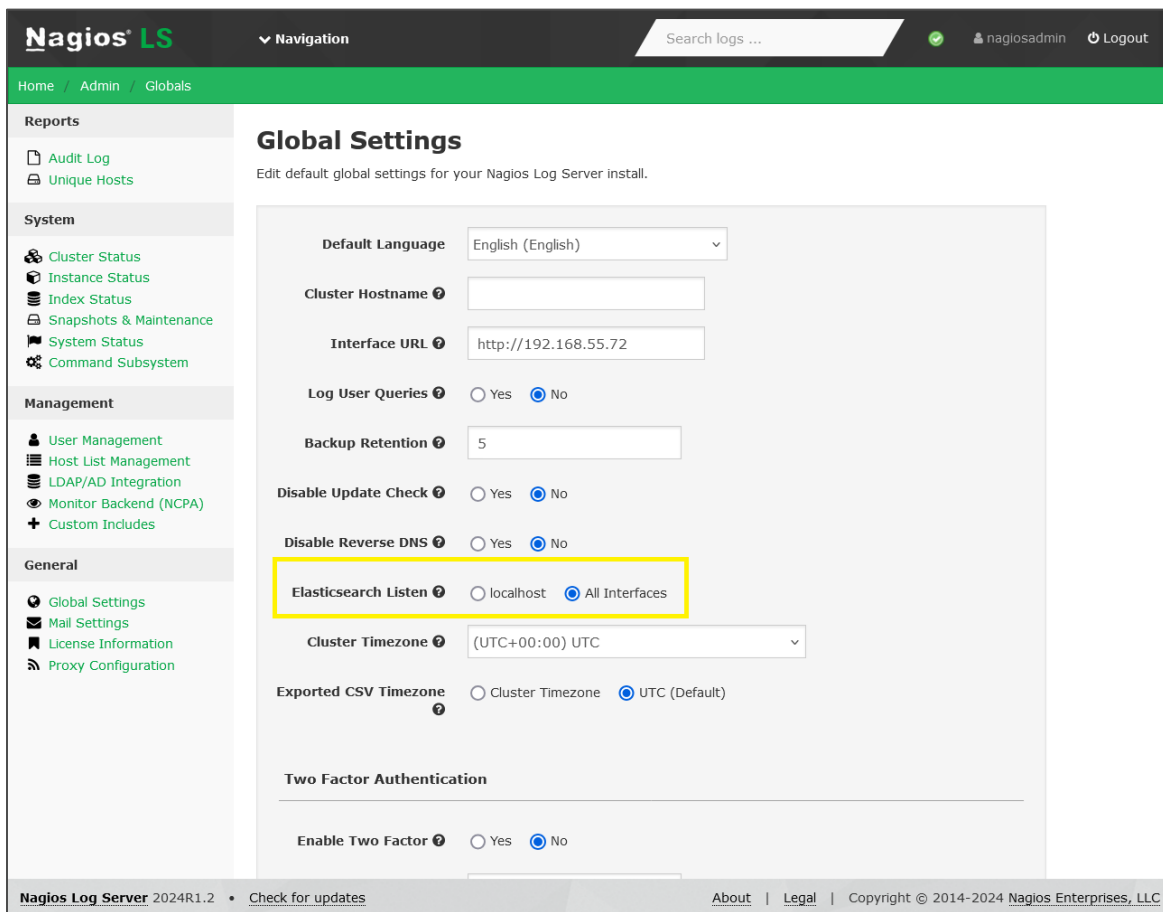 Nagios® LS
Navigation
Search logs ...
nagiosadmin
Logout
Home / Admin / Globals
Reports
Audit Log
Unique Hosts
System
Cluster Status
Instance Status
Index Status
Snapshots & Maintenance
System Status
Command Subsystem
Management
User Management
Host List Management
LDAP/AD Integration
Monitor Backend (NCPA)
Custom Includes
General
Global Settings
Mail Settings
License Information
Proxy Configuration
Global Settings
Edit default global settings for your Nagios Log Server install.
Default Language English (English)
Cluster Hostname
Interface URL http://192.168.55.72
Log User Queries Yes No
Backup Retention 5
Disable Update Check Yes No
Disable Reverse DNS Yes No
Elasticsearch Listen localhost All Interfaces
Cluster Timezone (UTC+00:00) UTC
Exported CSV Timezone Cluster Timezone UTC (Default)
Two Factor Authentication
Enable Two Factor Yes No
Nagios Log Server 2024R1.2 • Check for updates
About | Legal | Copyright © 2014-2024 Nagios Enterprises, LLC